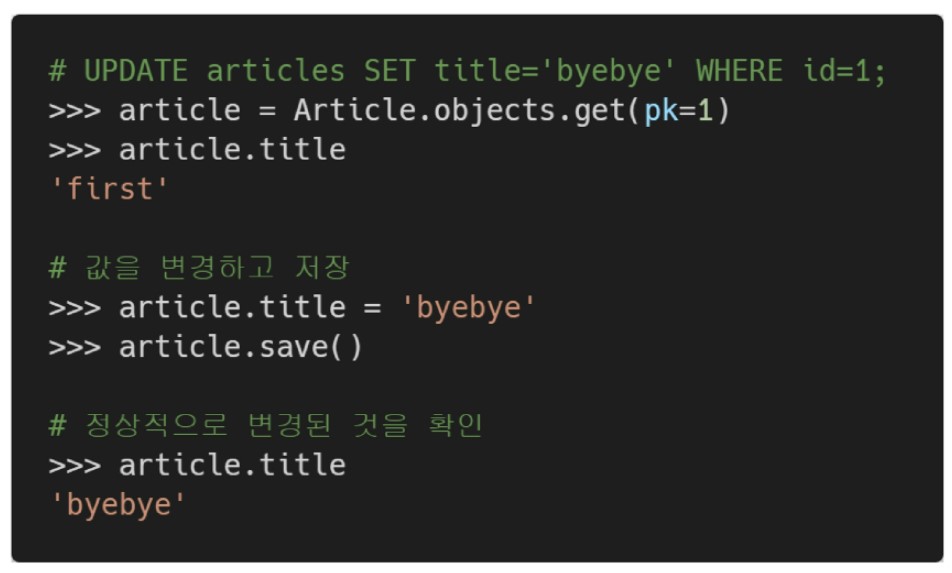 # UPDATE articles SET title='byebye' WHERE id=1;
>>> article = Article.objects.get(pk=1)
>>> article.title
'first'
# 값을 변경하고 저장
>>> article.title = 'byebye'
>>> article.save()
# 정상적으로 변경된 것을 확인
>>> article.title
'byebye'